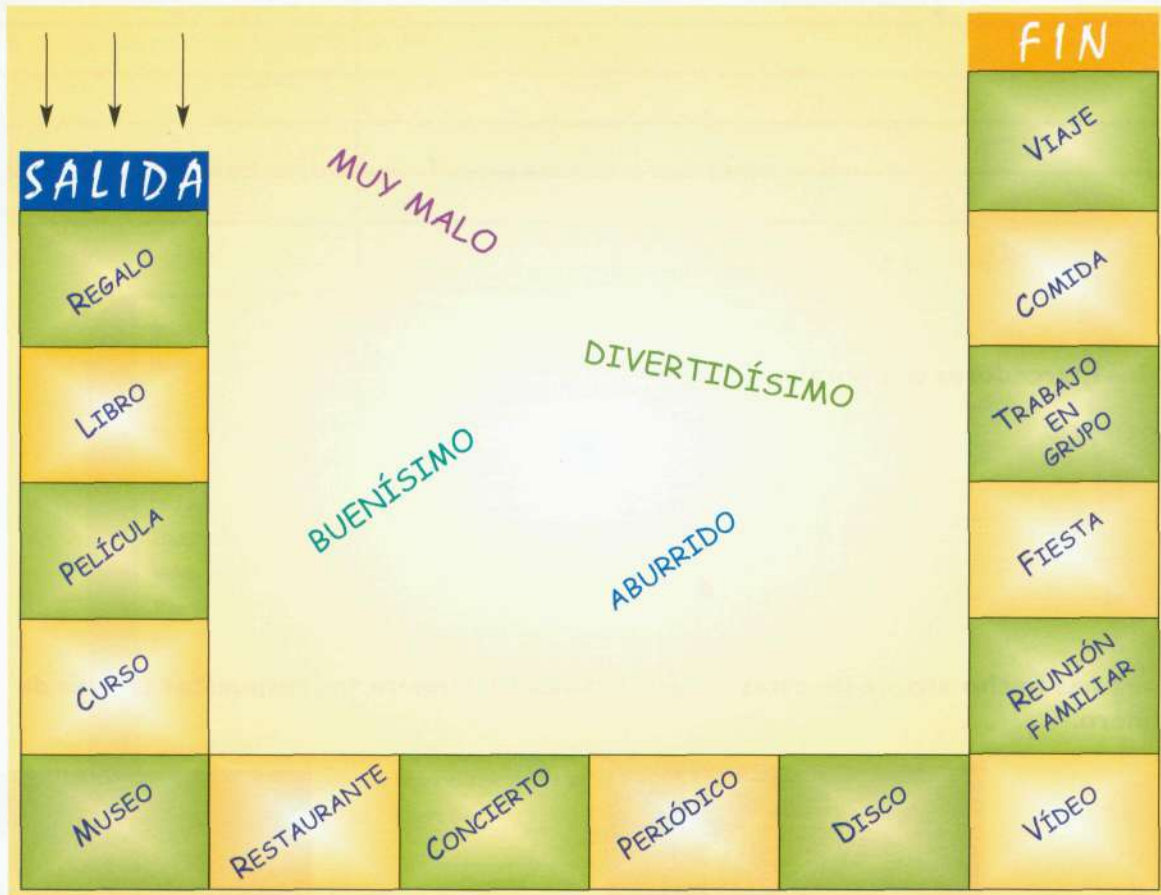 FIN
VIAJE
SALIDA
MUY MALO
REGALO
COMIDA
DIVERTIDÍSIMO
LIBRO
TRABAJO
EN
GRUPO
BUENÍSIMO
PELÍCULA
ABURRIDO
FIESTA
CURSO
REUNIÓN
FAMILIAR
MUSEO
RESTAURANTE
CONCIERTO
PERIÓDICO
DISCO
VÍDEO